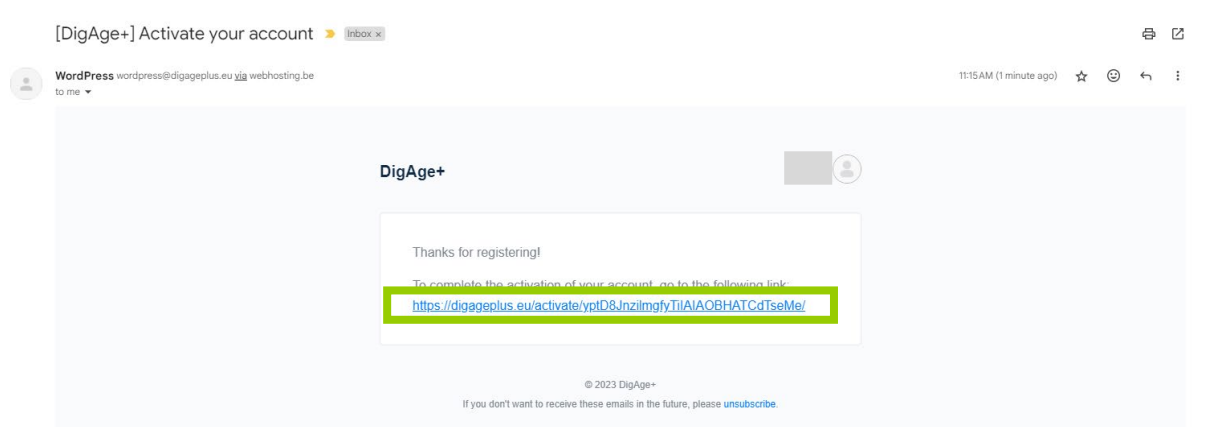 [DigAge+] Activate your account Inbox x
WordPress wordpress@digageplus.eu via webhosting.be 11:15 AM (1 minute ago)
to me
DigAge+
Thanks for registering!
To complete the activation of your account, go to the following link:
https://digageplus.eu/activate/yptD8JnzilmgfyTilAlAOBHATCdTseMe/
© 2023 DigAge+
If you don't want to receive these emails in the future, please unsubscribe.